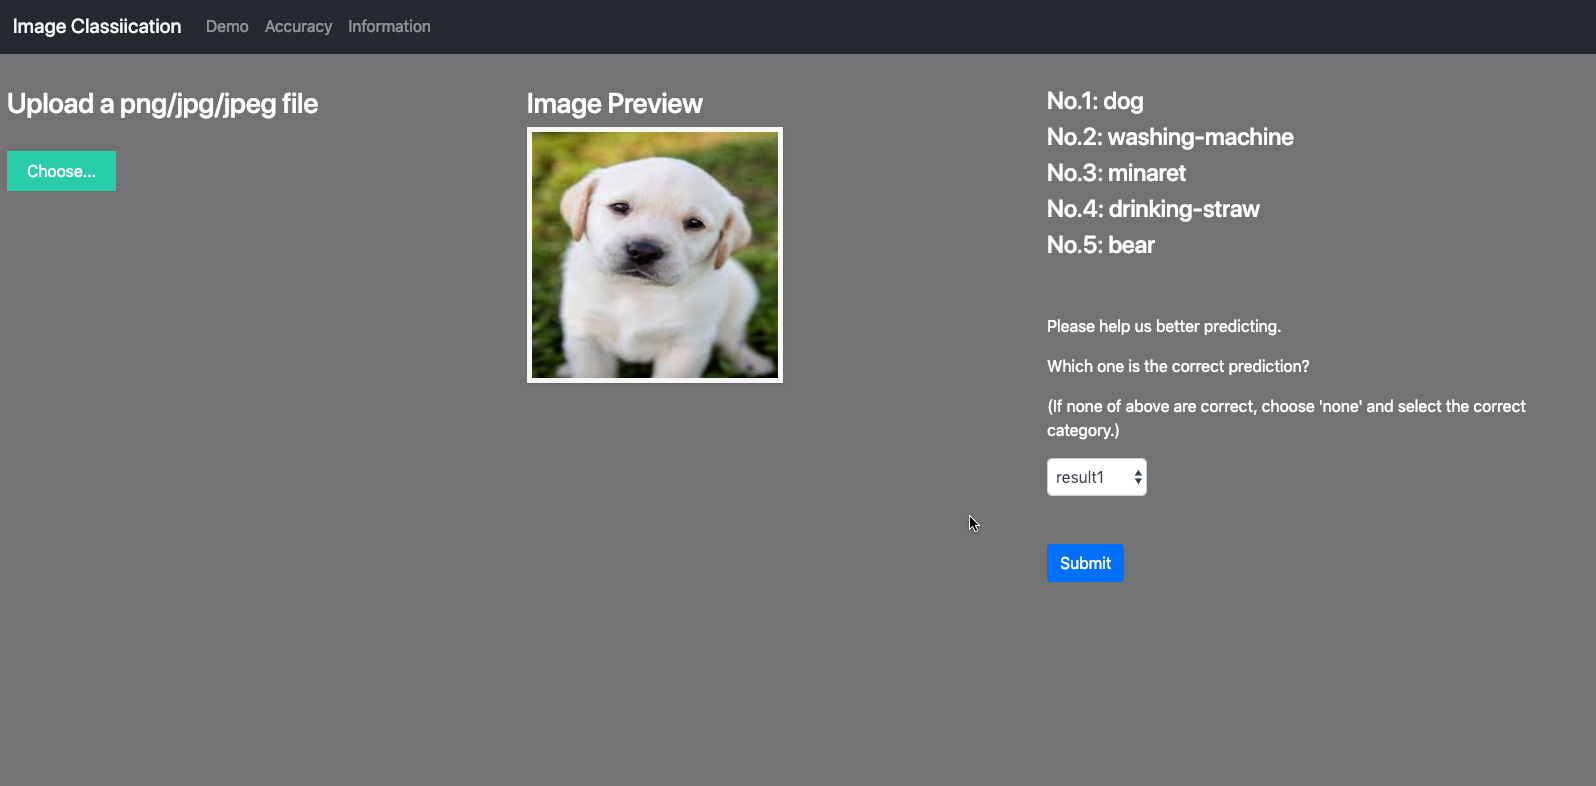 Image Classiication Demo Accuracy Information
Upload a png/jpg/jpeg file
Choose...
Image Preview
No.1: dog
No.2: washing-machine
No.3: minaret
No.4: drinking-straw
No.5: bear
Please help us better predicting.
Which one is the correct prediction?
(If none of above are correct, choose 'none' and select the correct
category.)
result1
Submit